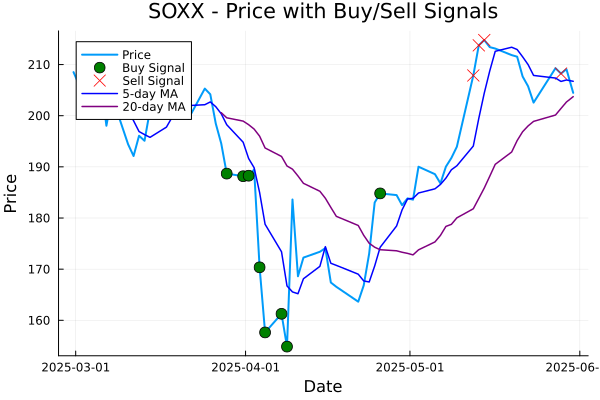 SOXX - Price with Buy/Sell Signals
Price
Buy Signal
Sell Signal
5-day MA
20-day MA
210
200
190
180
170
160
Price
2025-03-01
2025-04-01
2025-05-01
2025-06-
Date